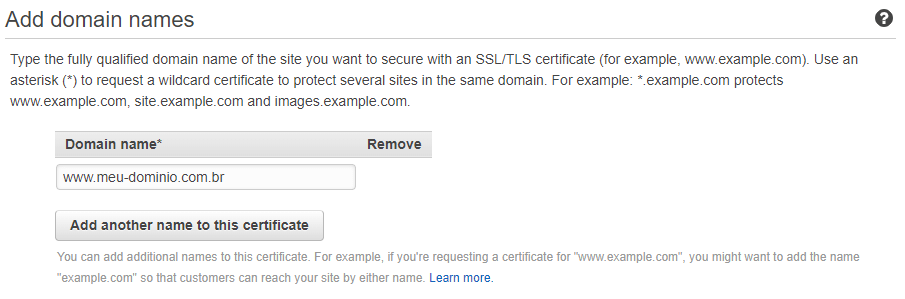 Add domain names
?
Type the fully qualified domain name of the site you want to secure with an SSL/TLS certificate (for example, www.example.com). Use an
asterisk (*) to request a wildcard certificate to protect several sites in the same domain. For example: *.example.com protects
www.example.com, site.example.com and images.example.com.
Domain name* Remove
www.meu-dominio.com.br
Add another name to this certificate
You can add additional names to this certificate. For example, if you're requesting a certificate for "www.example.com", you might want to add the name
"example.com" so that customers can reach your site by either name. Learn more.